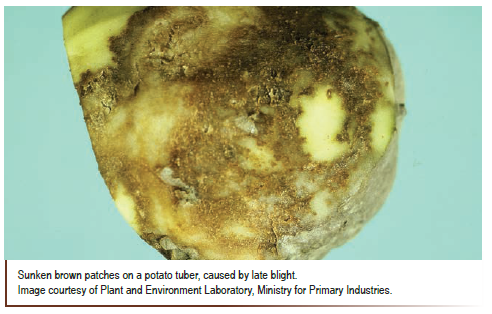 Sunken brown patches on a potato tuber, caused by late blight.
Image courtesy of Plant and Environment Laboratory, Ministry for Primary Industries.